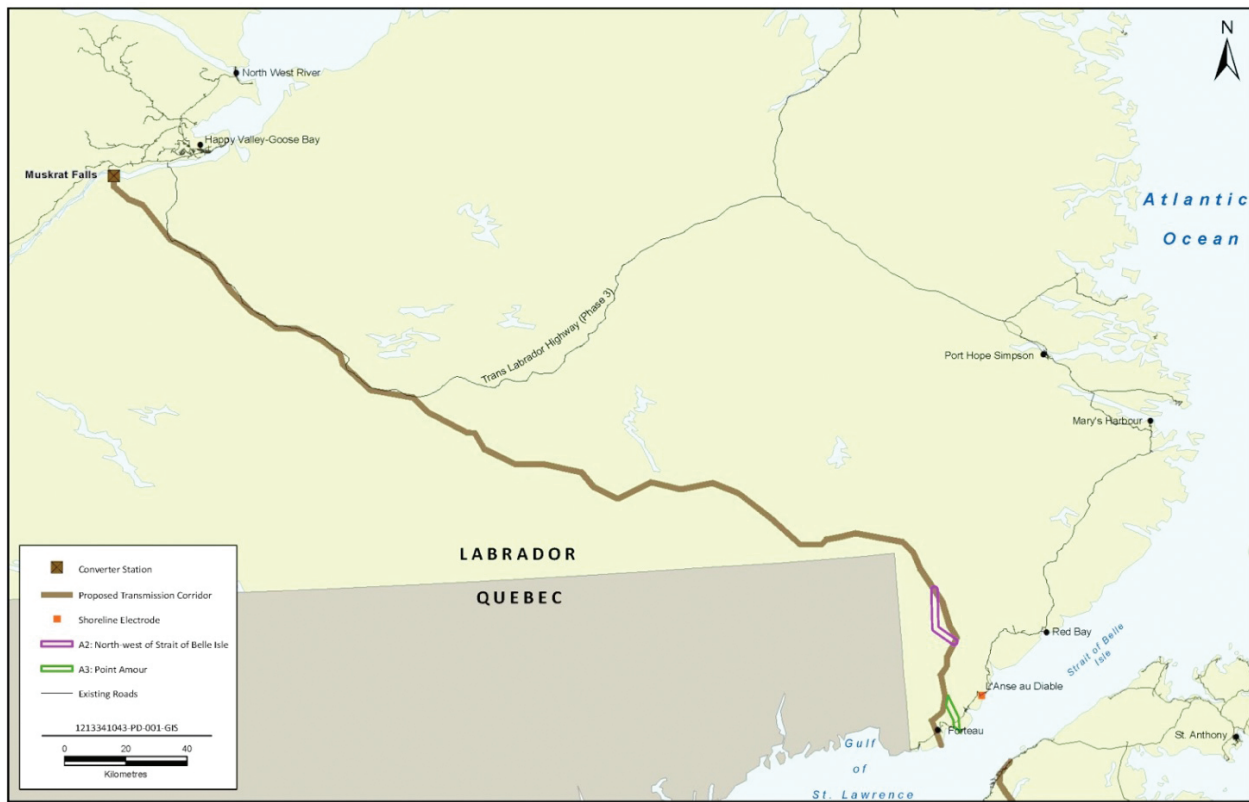 N
North West River
Happy Valley-Goose Bay
Muskrat Falls
Atlantic
Ocean
Trans Labrador Highway (Phase 3)
Port Hope Simpson
Mary's Harbour
LABRADOR
QUEBEC
Red Bay
Strait of Belle
Isle
L'Anse au Diable
Forteau
St. Anthony
Gulf
of
St. Lawrence
Converter Station
Proposed Transmission Corridor
Shoreline Electrode
A2: North-west of Strait of Belle Isle
A3: Point Amour
Existing Roads
1213341043-PD-001-GIS
0 20 40
Kilometres